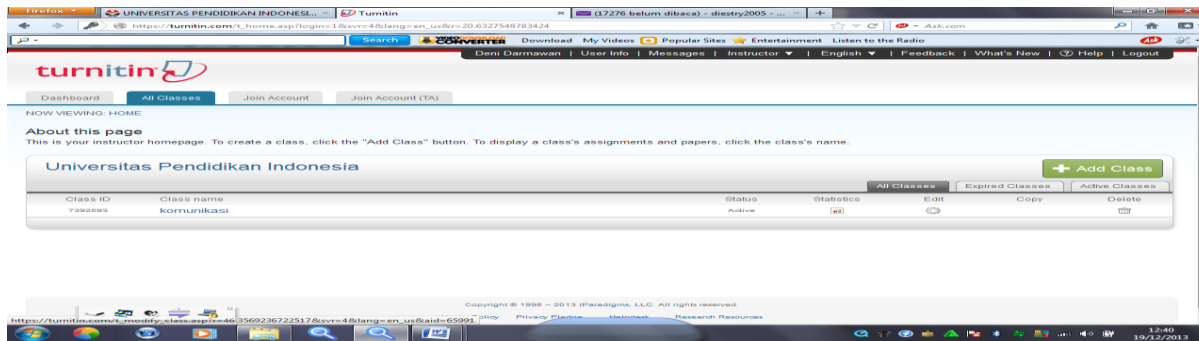 Firefox
UNIVERSITAS PENDIDIKAN INDONESI... Turnitin (17276 belum dibaca) - diestry2005 - ...
https://turnitin.com/t_home.asp?login=1&svr=4&lang=en_us&r=20.6327548783424 Ask.com
Search VIDEO CONVERTER Download My Videos Popular Sites Entertainment Listen to the Radio Ask
Deni Darmawan | User Info | Messages | Instructor | English | Feedback | What's New | Help | Logout
turnitin
Dashboard All Classes Join Account Join Account (TA)
NOW VIEWING: HOME
About this page
This is your instructor homepage. To create a class, click the "Add Class" button. To display a class's assignments and papers, click the class's name.
Universitas Pendidikan Indonesia + Add Class
All Classes Expired Classes Active Classes
Class ID Class name Status Statistics Edit Copy Delete
7392593 komunikasi Active
Copyright © 1998 – 2013 iParadigms, LLC. All rights reserved.
Privacy Pledge Helpdesk Research Resources
https://turnitin.com/t_modify_class.asp?r=46.3569236722517&svr=4&lang=en_us&aid=65991
12:40
19/12/2013